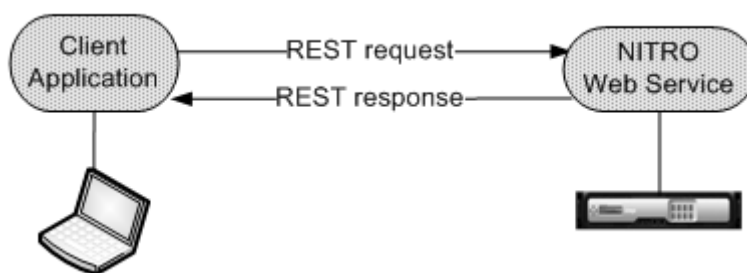 Client
Application
REST request
REST response
NITRO
Web Service